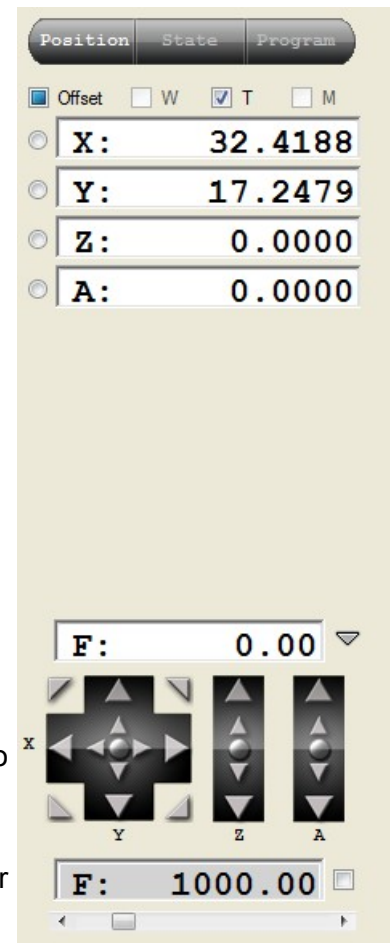 Position State Program
Offset W T M
X: 32.4188
Y: 17.2479
Z: 0.0000
A: 0.0000
F: 0.00
o
X
Y Z A
r
F: 1000.00